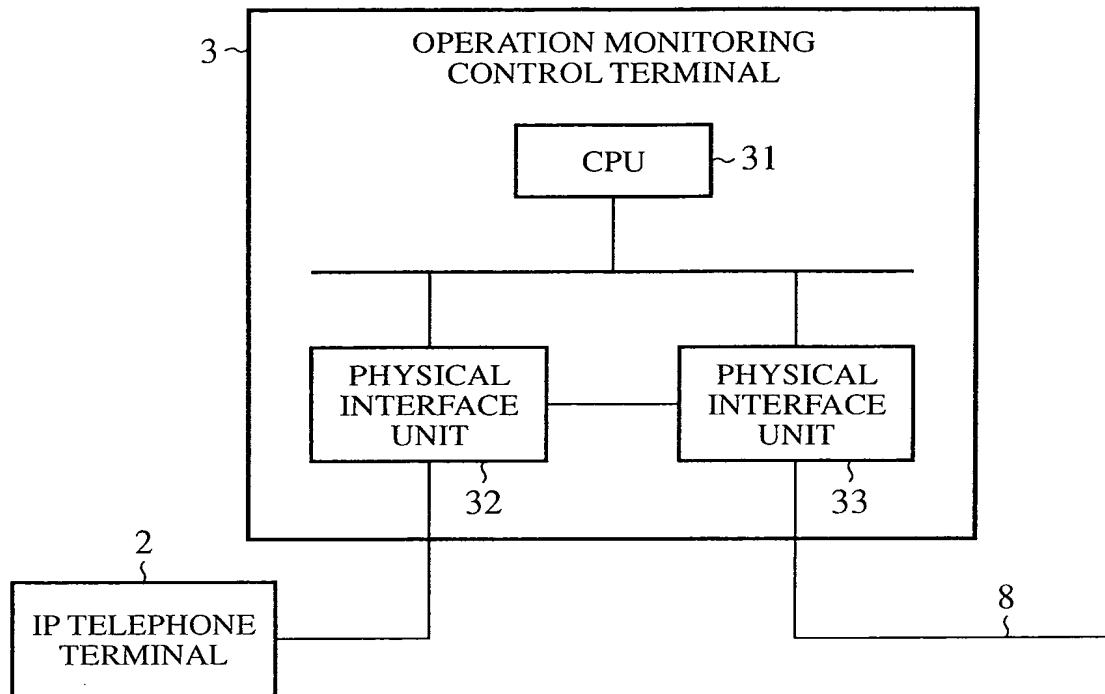 3
OPERATION MONITORING
CONTROL TERMINAL
CPU
31
PHYSICAL
INTERFACE
UNIT
32
PHYSICAL
INTERFACE
UNIT
33
2
IP TELEPHONE
TERMINAL
8